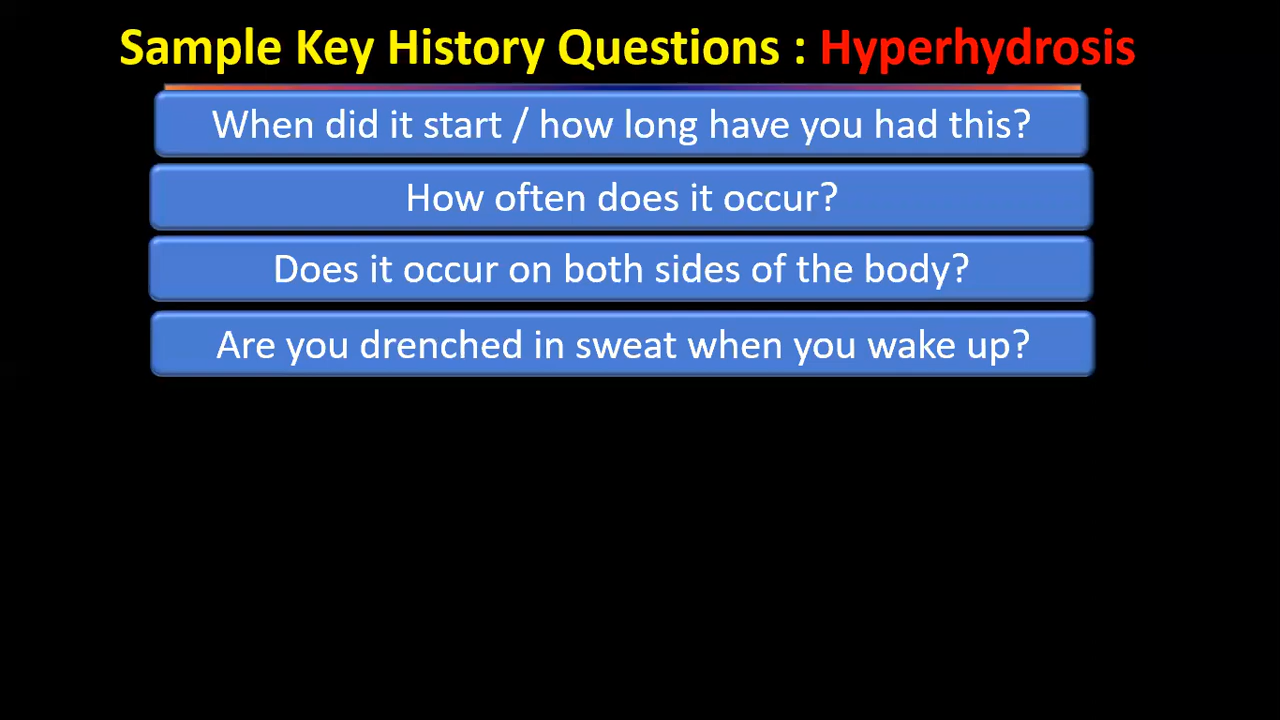 Sample Key History Questions : Hyperhydrosis
When did it start / how long have you had this?
How often does it occur?
Does it occur on both sides of the body?
Are you drenched in sweat when you wake up?